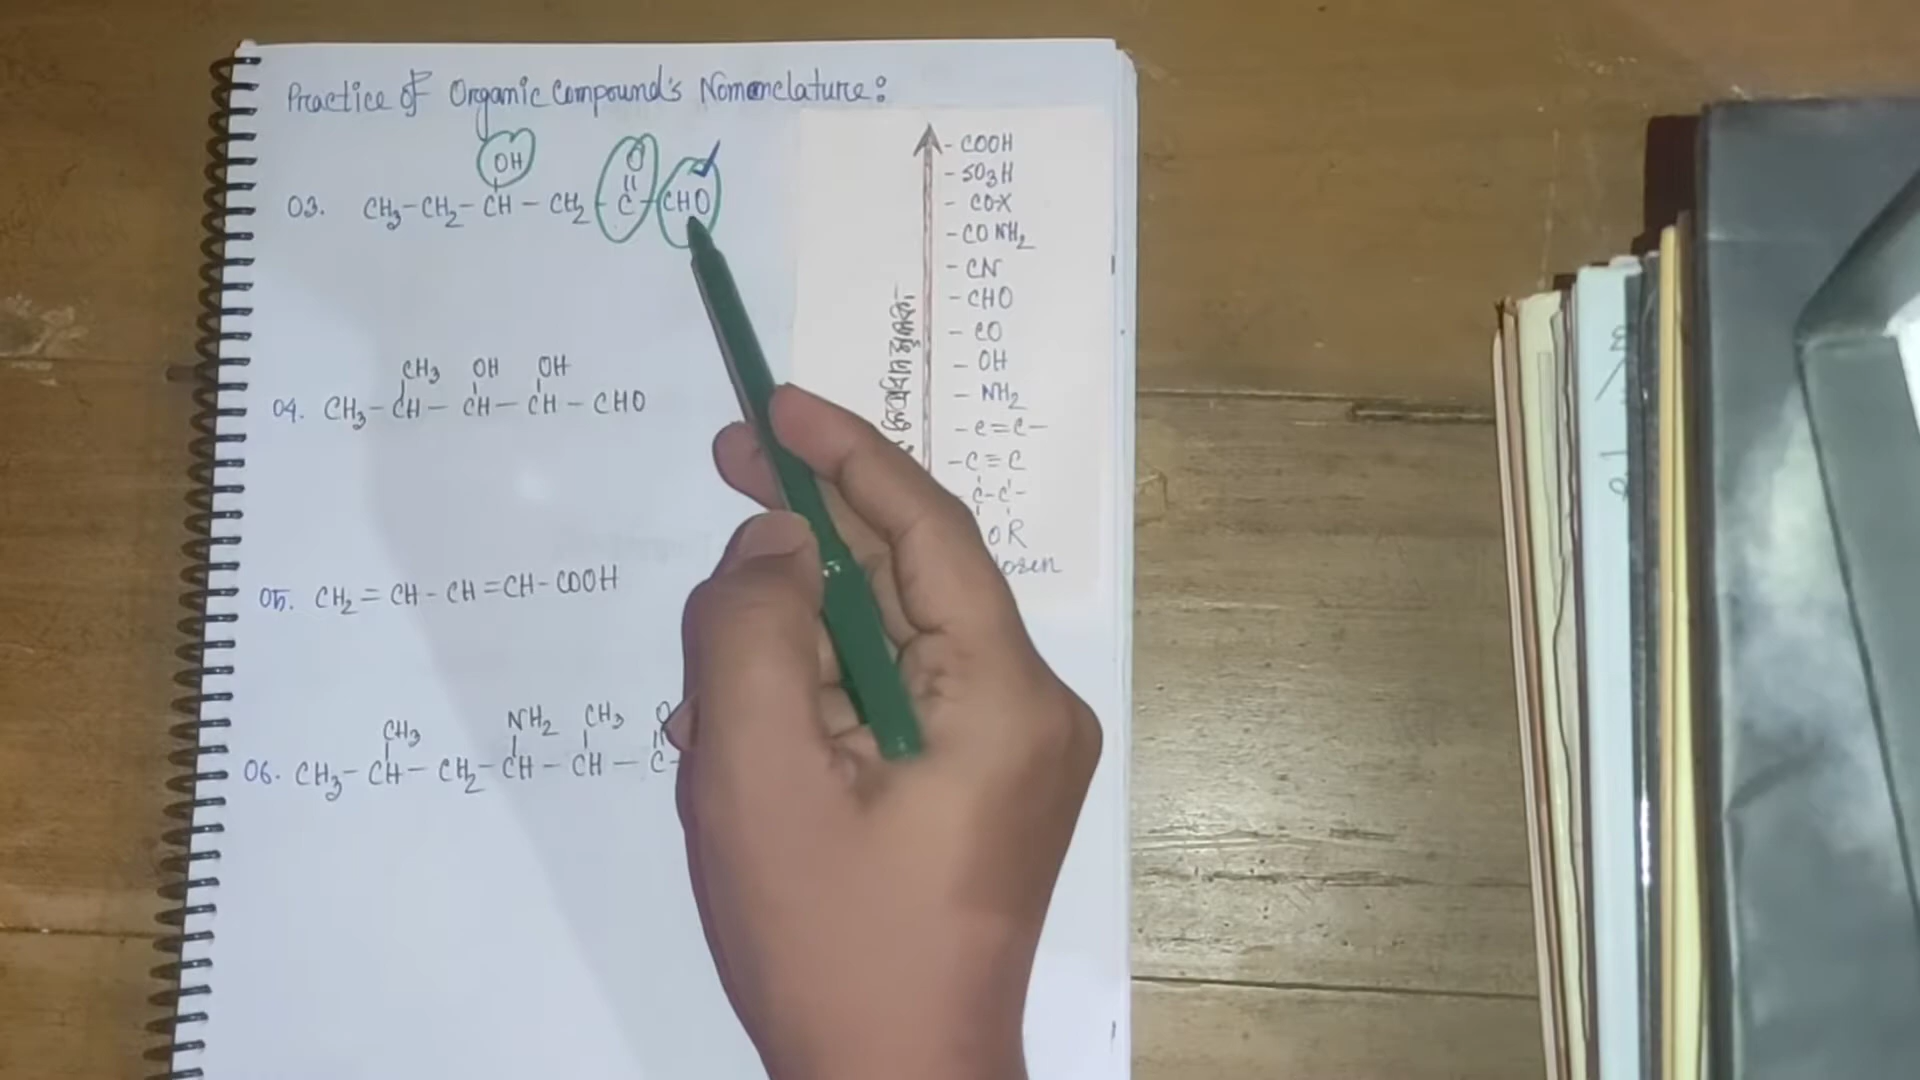 Practice of Organic Compound's Nomenclature:
OH O
||
03. CH₃-CH₂-CH-CH₂-C-CHO
CH₃ OH OH
04. CH₃-CH-CH-CH-CHO
05. CH₂=CH-CH=CH-COOH
NH₂ CH₃ O
CH₃
06. CH₃-CH-CH₂-CH-CH-C-
-COOH
-SO₃H
-COX
-CONH₂
-CN
-CHO
-CO
-OH
-NH₂
-C=C-
-C≡C
-C-C-
OR